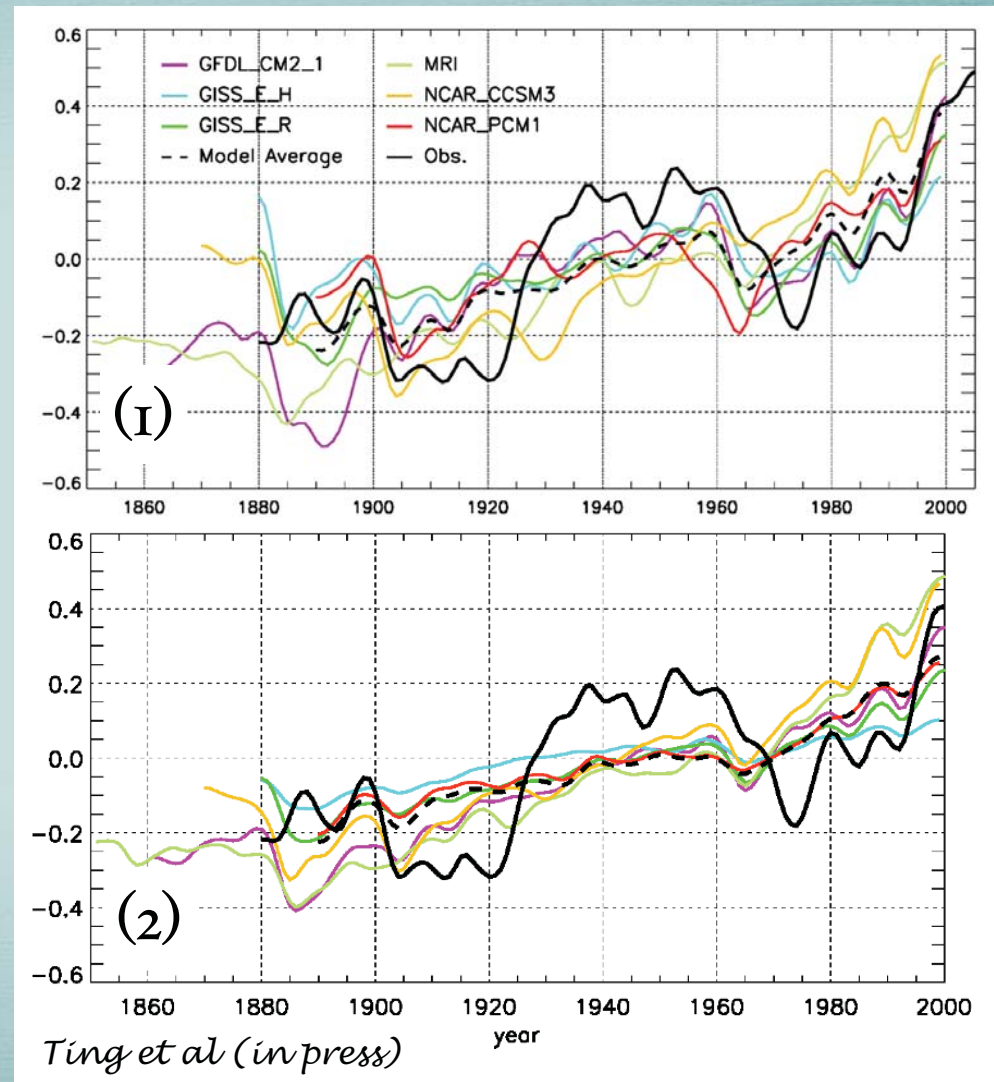 0.6
GFDL_CM2_1 MRI
GISS_E_H NCAR_CCSM3
0.4
GISS_E_R NCAR_PCM1
Model Average Obs.
0.2
0.0
−0.2
−0.4
(1)
−0.6
1860 1880 1900 1920 1940 1960 1980 2000
0.6
0.4
0.2
0.0
−0.2
−0.4
(2)
−0.6
1860 1880 1900 1920 1940 1960 1980 2000
year
Ting et al (in press)